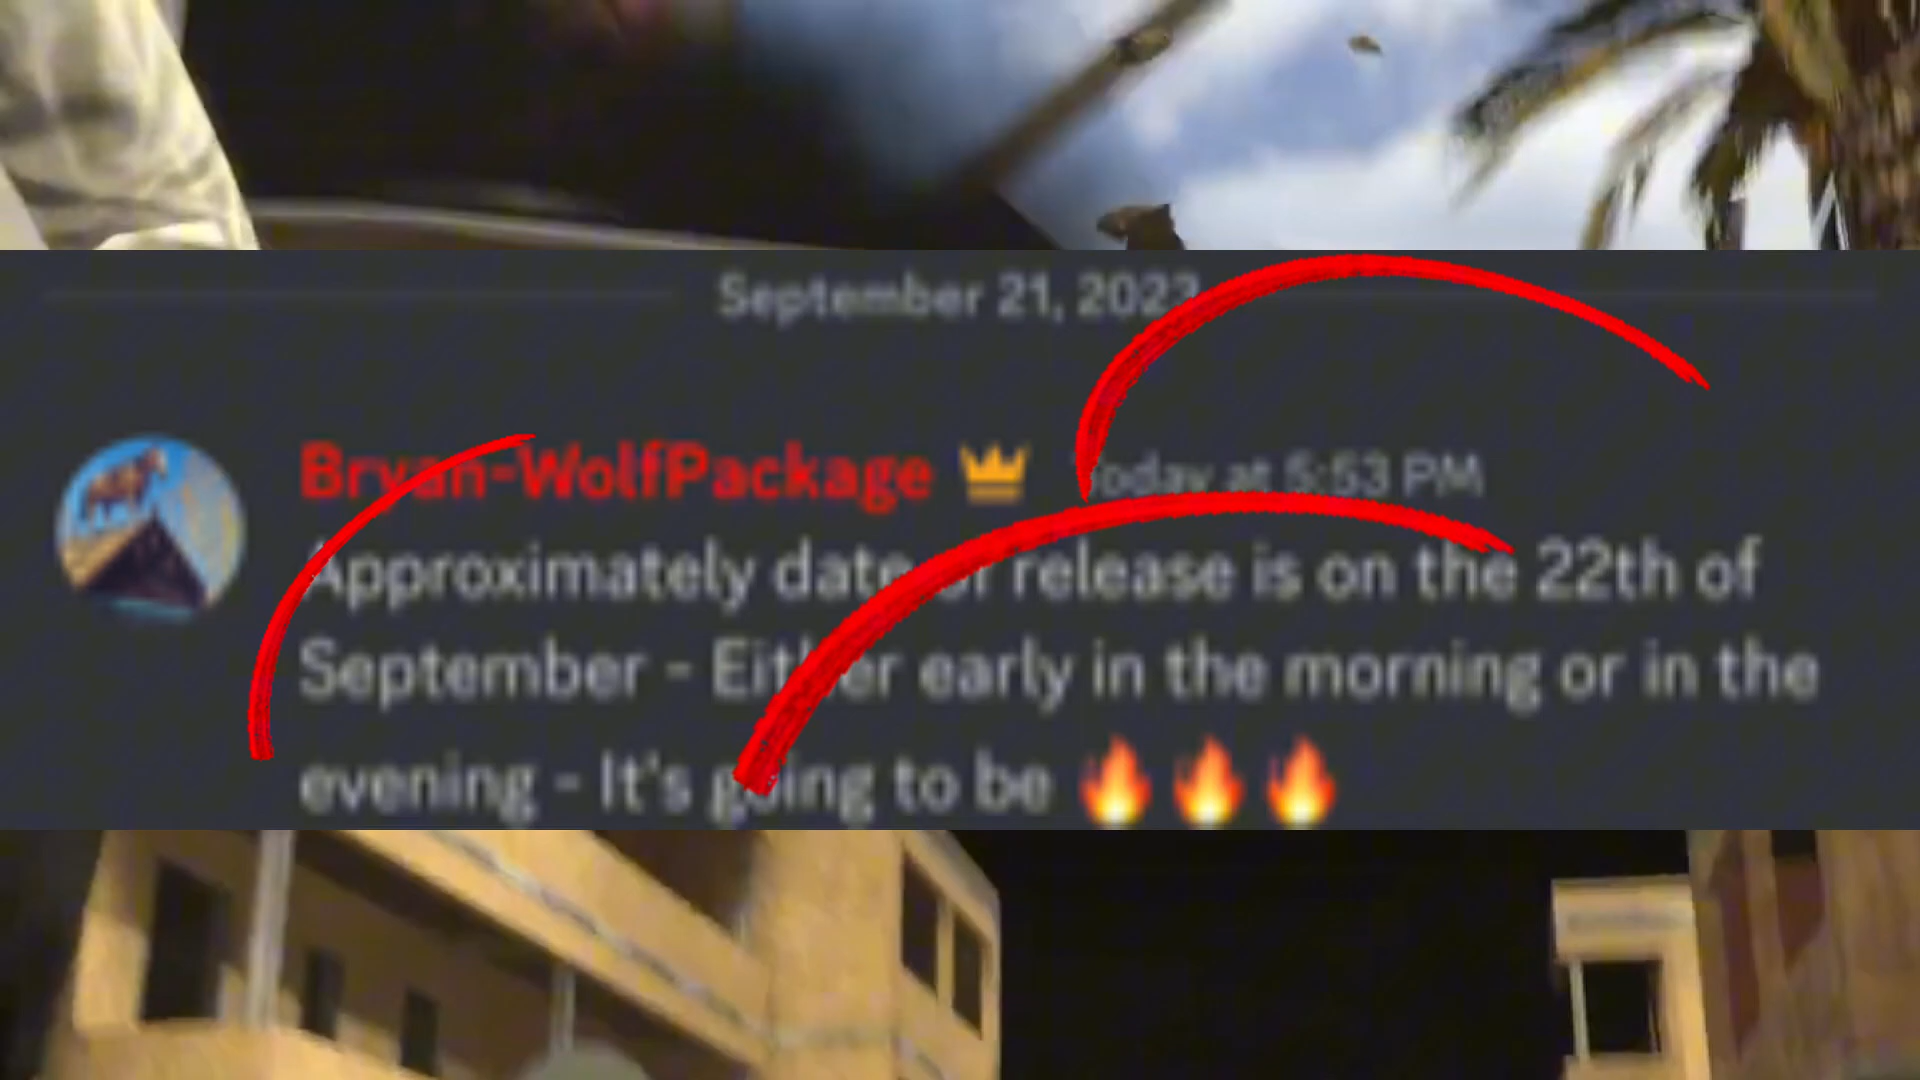 September 21, 2023
Bryan-WolfPackage Today at 5:53 PM
Approximately date of release is on the 22th of
September - Either early in the morning or in the
evening - It's going to be 🔥🔥🔥